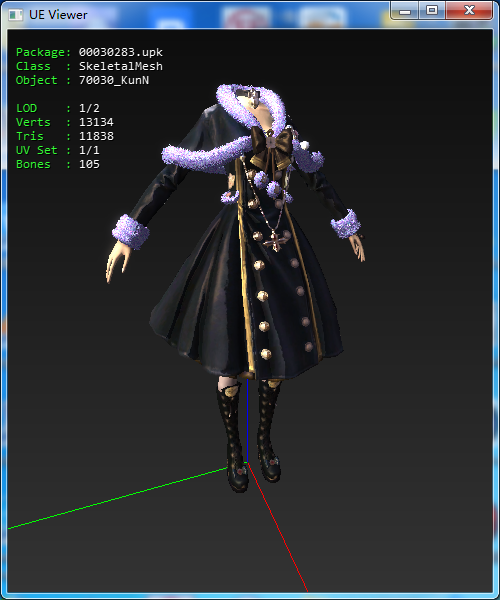 UE Viewer
Package: 00030283.upk
Class  : SkeletalMesh
Object : 70030_KunN
LOD    : 1/2
Verts  : 13134
Tris   : 11838
UV Set : 1/1
Bones  : 105